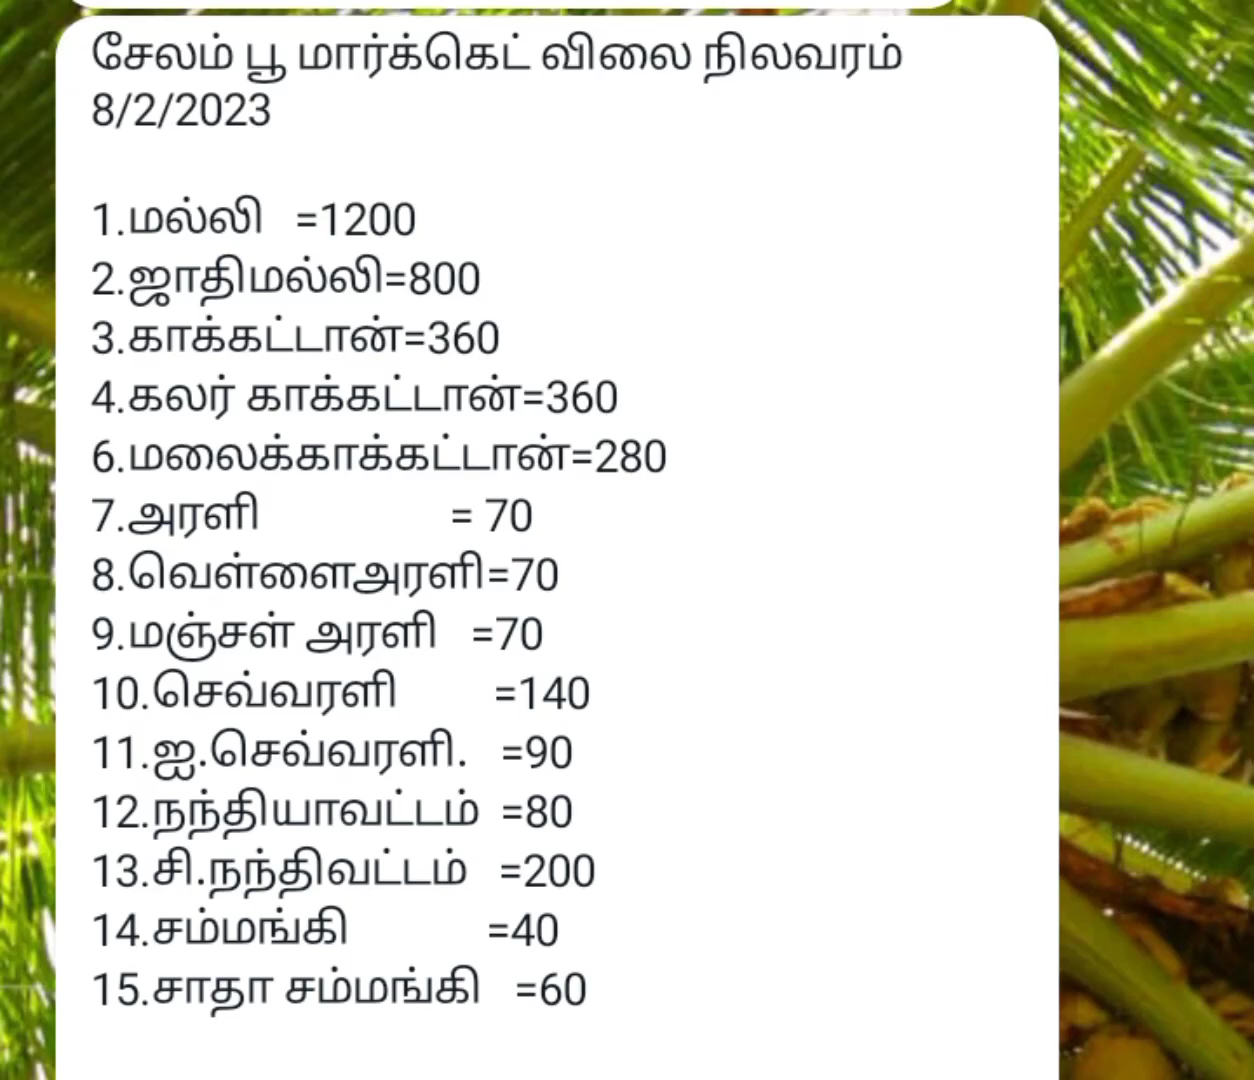 சேலம் பூ மார்க்கெட் விலை நிலவரம்
8/2/2023
1.மல்லி =1200
2.ஜாதிமல்லி=800
3.காக்கட்டான்=360
4.கலர் காக்கட்டான்=360
6.மலைக்காக்கட்டான்=280
7.அரளி = 70
8.வெள்ளைஅரளி=70
9.மஞ்சள் அரளி =70
10.செவ்வரளி =140
11.ஐ.செவ்வரளி. =90
12.நந்தியாவட்டம் =80
13.சி.நந்திவட்டம் =200
14.சம்மங்கி =40
15.சாதா சம்மங்கி =60